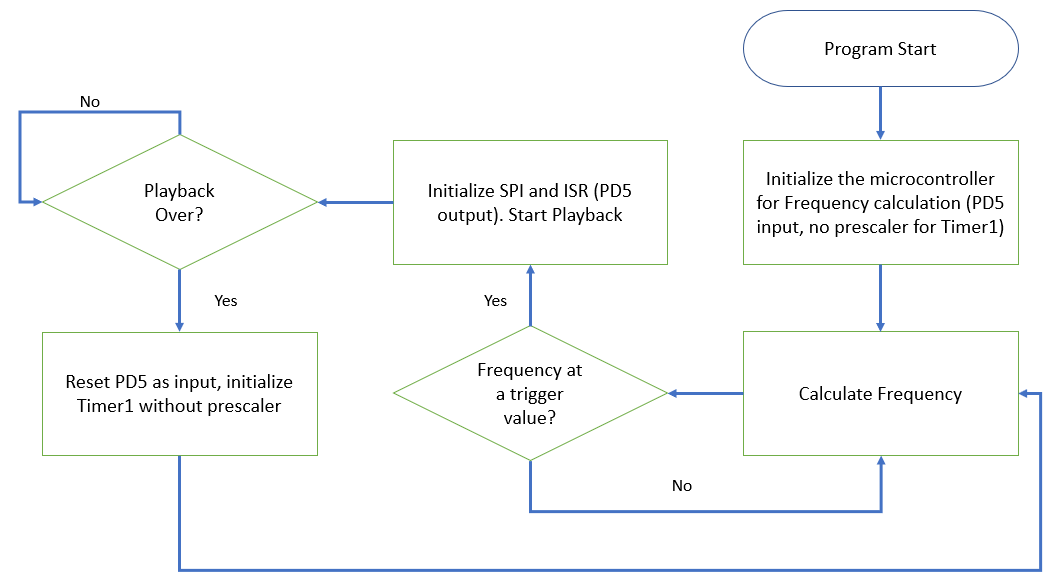 Program Start
Initialize the microcontroller
for Frequency calculation (PD5
input, no prescaler for Timer1)
Calculate Frequency
Frequency at
a trigger
value?
No
Yes
Initialize SPI and ISR (PD5
output). Start Playback
Playback
Over?
No
Yes
Reset PD5 as input, initialize
Timer1 without prescaler